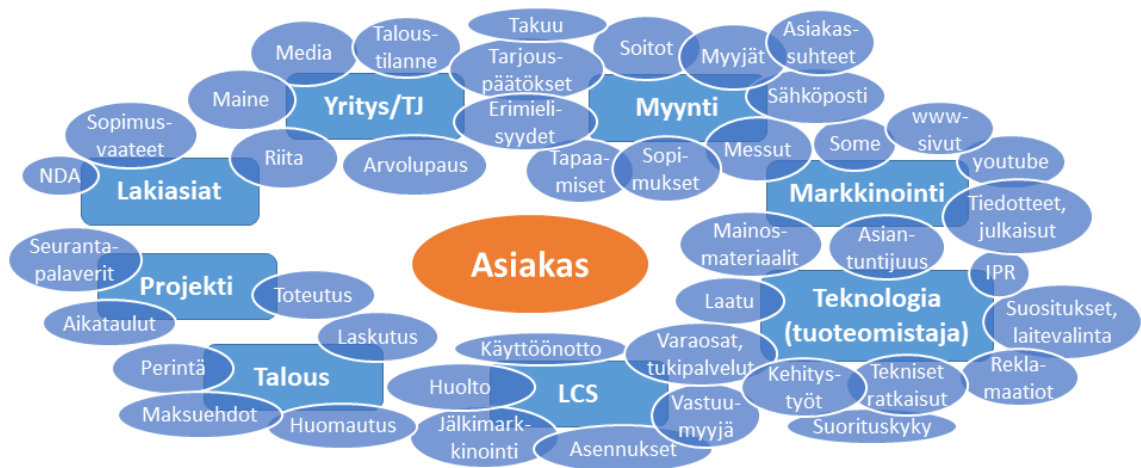 Takuu
Media
Talous-
tilanne
Soitot
Myyjät
Asiakas-
suhteet
Tarjous-
päätökset
Maine
Yritys/TJ
Erimieli-
syydet
Myynti
Sähköposti
Sopimus-
vaateet
Riita
Arvolupaus
Tapaa-
miset
Sopi-
mukset
Messut
Some
www-
sivut
youtube
NDA
Lakiasiat
Markkinointi
Tiedotteet,
julkaisut
Seuranta-
palaverit
Asiakas
Mainos-
materiaalit
Asian-
tuntijuus
IPR
Projekti
Toteutus
Laatu
Teknologia
(tuoteomistaja)
Suositukset,
laitevalinta
Aikataulut
Laskutus
Käyttöönotto
Varaosat,
tukipalvelut
Perintä
Talous
Huolto
LCS
Kehitys-
työt
Tekniset
ratkaisut
Rekla-
maatiot
Maksuehdot
Huomautus
Jälkimark-
kinointi
Asennukset
Vastuu-
myyjä
Suorituskyky